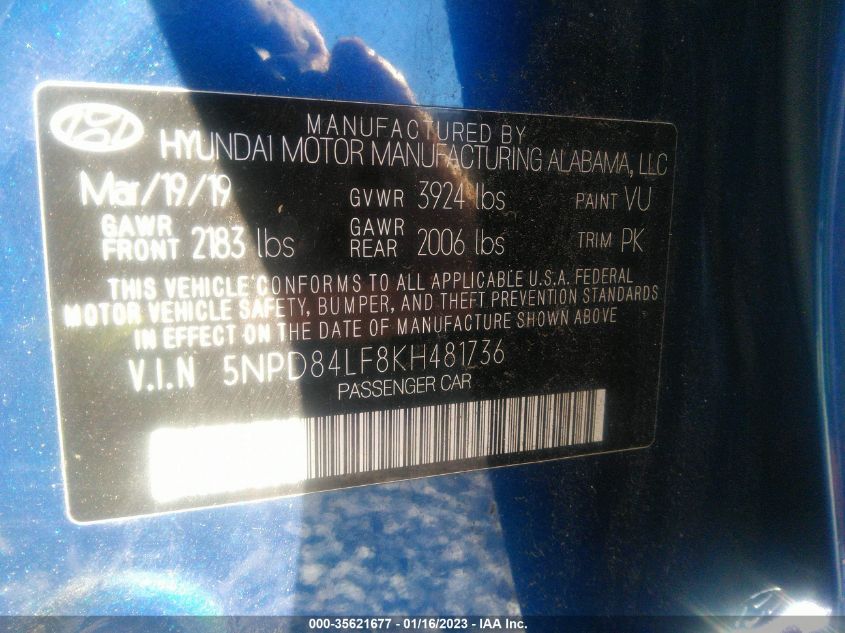 MANUFACTURED BY
HYUNDAI MOTOR MANUFACTURING ALABAMA, LLC
Mar/19/19 GVWR 3924 lbs PAINT VU
GAWR FRONT 2183 lbs GAWR REAR 2006 lbs TRIM PK
THIS VEHICLE CONFORMS TO ALL APPLICABLE U.S.A. FEDERAL
MOTOR VEHICLE SAFETY, BUMPER, AND THEFT PREVENTION STANDARDS
IN EFFECT ON THE DATE OF MANUFACTURE SHOWN ABOVE
V.I.N 5NPD84LF8KH481736
PASSENGER CAR
000-35621677 - 01/16/2023 - IAA Inc.